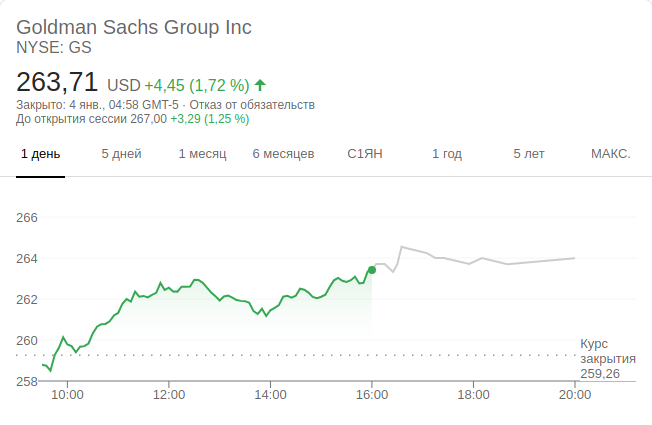 Goldman Sachs Group Inc
NYSE: GS
263,71 USD +4,45 (1,72 %)
Закрыто: 4 янв., 04:58 GMT-5 · Отказ от обязательств
До открытия сессии 267,00 +3,29 (1,25 %)
1 день 5 дней 1 месяц 6 месяцев С1ЯН 1 год 5 лет МАКС.
266
264
262
260
Курс
закрытия
259,26
258
10:00 12:00 14:00 16:00 18:00 20:00